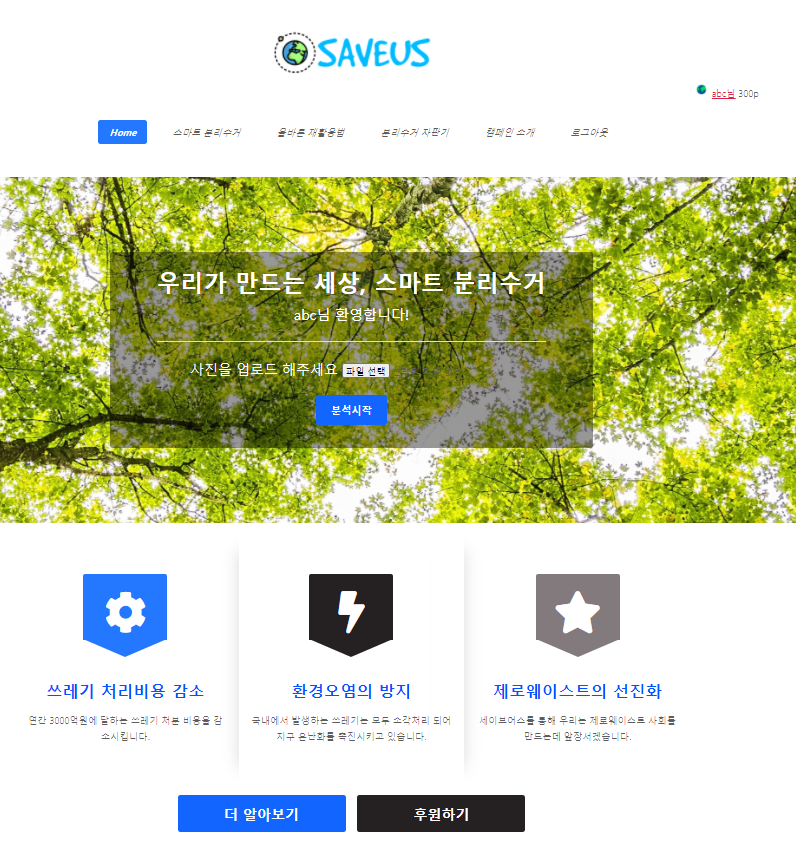 SAVEUS
abc님 300p
Home 스마트 분리수거 올바른 재활용법 분리수거 자판기 캠페인 소개 로그아웃
우리가 만드는 세상, 스마트 분리수거
abc님 환영합니다!
사진을 업로드 해주세요 파일 선택
분석시작
쓰레기 처리비용 감소
연간 3000억원에 달하는 쓰레기 처분 비용을 감
소시킵니다.
환경오염의 방지
국내에서 발생하는 쓰레기는 모두 소각처리 되어
지구 온난화를 촉진시키고 있습니다.
제로웨이스트의 선진화
세이브어스를 통해 우리는 제로웨이스트 사회를
만드는데 앞장서겠습니다.
더 알아보기 후원하기